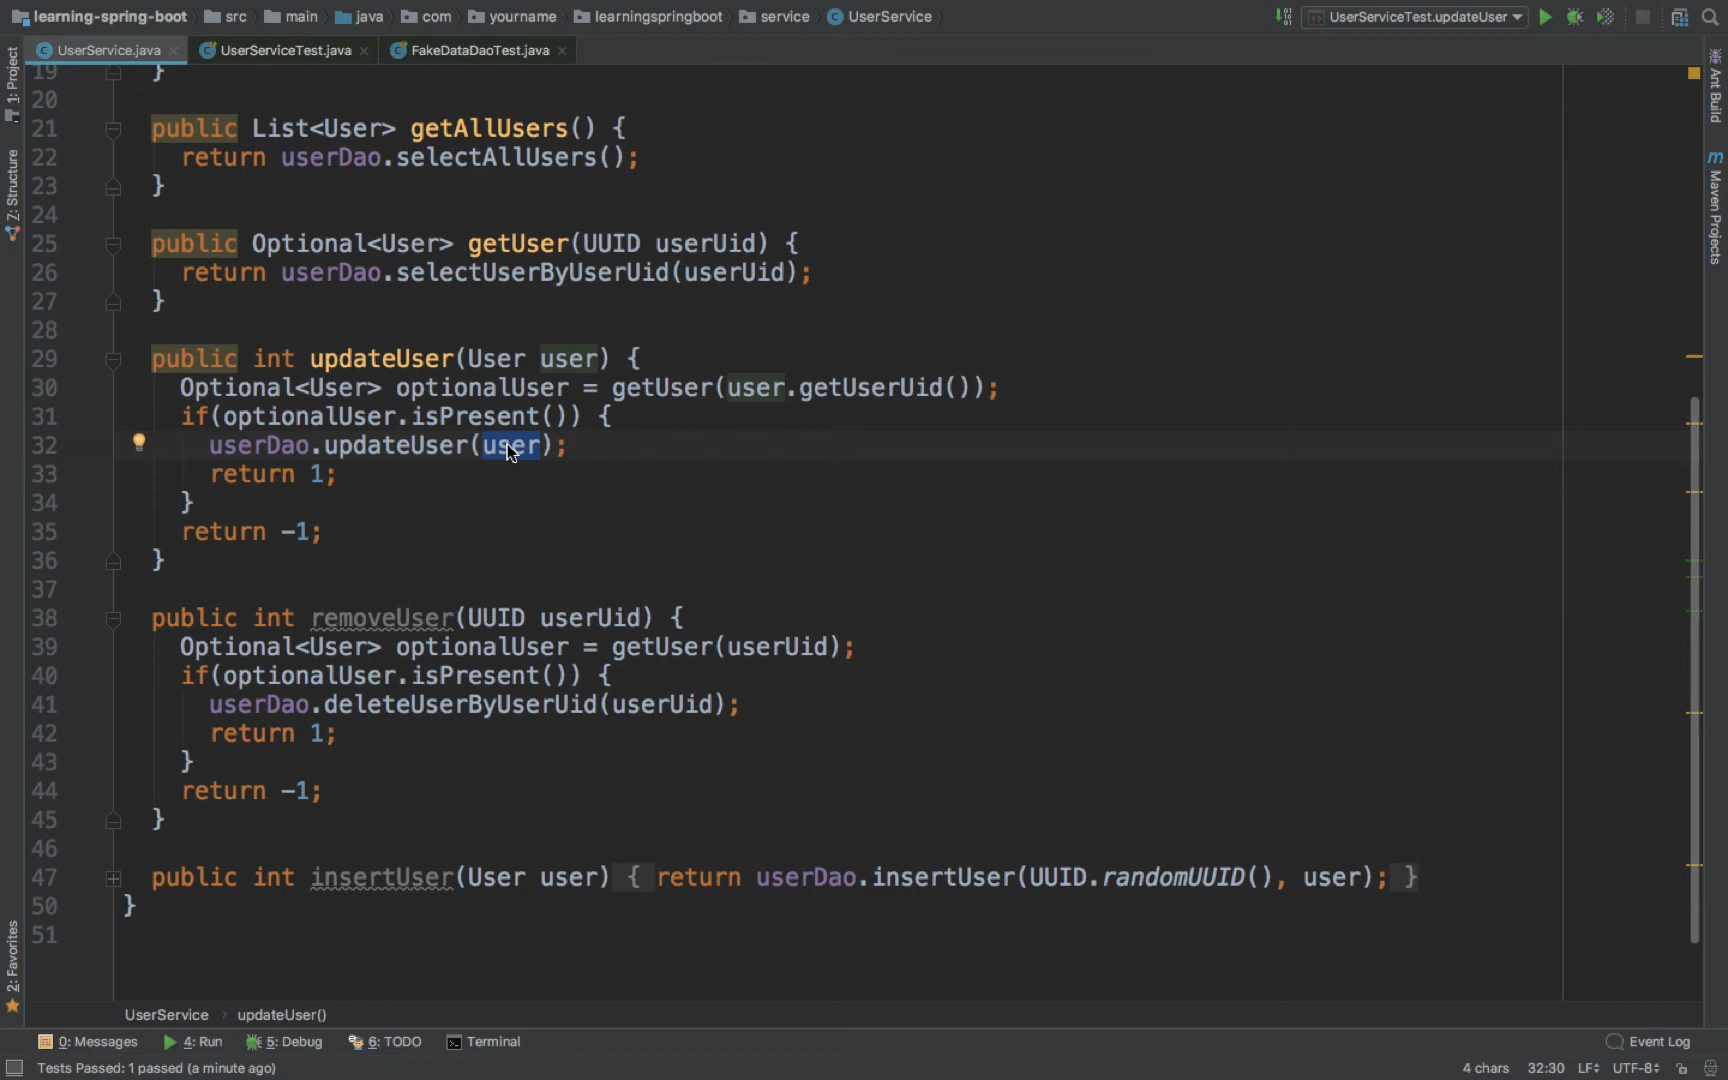 learning-spring-boot src main java com yourname learningspringboot service UserService UserServiceTest.updateUser
UserService.java UserServiceTest.java FakeDataDaoTest.java
1: Project
7: Structure
2: Favorites
Ant Build
m Maven Projects
19 }
20
21 public List<User> getAllUsers() {
22 return userDao.selectAllUsers();
23 }
24
25 public Optional<User> getUser(UUID userUid) {
26 return userDao.selectUserByUserUid(userUid);
27 }
28
29 public int updateUser(User user) {
30 Optional<User> optionalUser = getUser(user.getUserUid());
31 if(optionalUser.isPresent()) {
32 userDao.updateUser(user);
33 return 1;
34 }
35 return -1;
36 }
37
38 public int removeUser(UUID userUid) {
39 Optional<User> optionalUser = getUser(userUid);
40 if(optionalUser.isPresent()) {
41 userDao.deleteUserByUserUid(userUid);
42 return 1;
43 }
44 return -1;
45 }
46
47 public int insertUser(User user) { return userDao.insertUser(UUID.randomUUID(), user); }
50 }
51
UserService › updateUser()
0: Messages 4: Run 5: Debug 6: TODO Terminal Event Log
Tests Passed: 1 passed (a minute ago) 4 chars 32:30 LF UTF-8